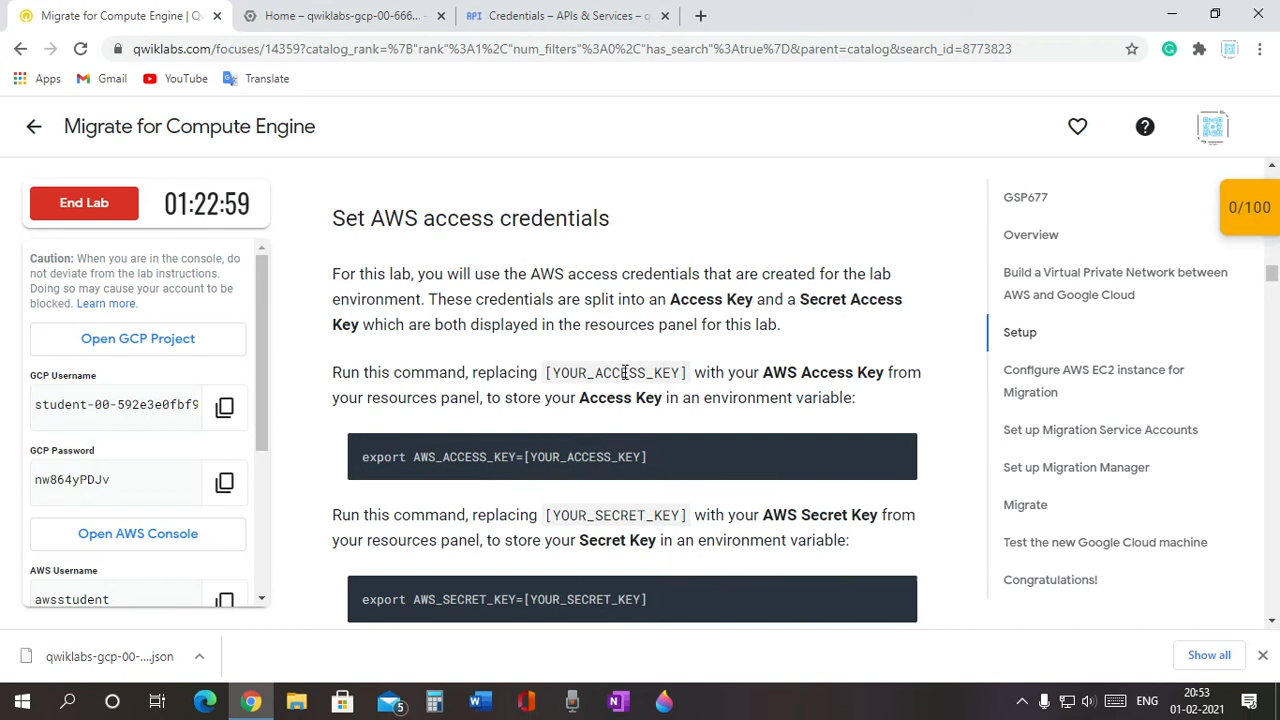 Migrate for Compute Engine | Q
Home – qwiklabs-gcp-00-666...
RPI Credentials – APIs & Services – q
qwiklabs.com/focuses/14359?catalog_rank=%7B"rank"%3A1%2C"num_filters"%3A0%2C"has_search"%3Atrue%7D&parent=catalog&search_id=8773823
Apps Gmail YouTube Translate
Migrate for Compute Engine
End Lab 01:22:59
Caution: When you are in the console, do
not deviate from the lab instructions.
Doing so may cause your account to be
blocked. Learn more.
Open GCP Project
GCP Username
student-00-592e3e0fbf9
GCP Password
nw864yPDJv
Open AWS Console
AWS Username
awsstudent
Set AWS access credentials
For this lab, you will use the AWS access credentials that are created for the lab
environment. These credentials are split into an Access Key and a Secret Access
Key which are both displayed in the resources panel for this lab.
Run this command, replacing [YOUR_ACCESS_KEY] with your AWS Access Key from
your resources panel, to store your Access Key in an environment variable:
export AWS_ACCESS_KEY=[YOUR_ACCESS_KEY]
Run this command, replacing [YOUR_SECRET_KEY] with your AWS Secret Key from
your resources panel, to store your Secret Key in an environment variable:
export AWS_SECRET_KEY=[YOUR_SECRET_KEY]
GSP677
Overview
Build a Virtual Private Network between
AWS and Google Cloud
Setup
Configure AWS EC2 instance for
Migration
Set up Migration Service Accounts
Set up Migration Manager
Migrate
Test the new Google Cloud machine
Congratulations!
0/100
qwiklabs-gcp-00-....json
Show all
5
ENG
20:53
01-02-2021